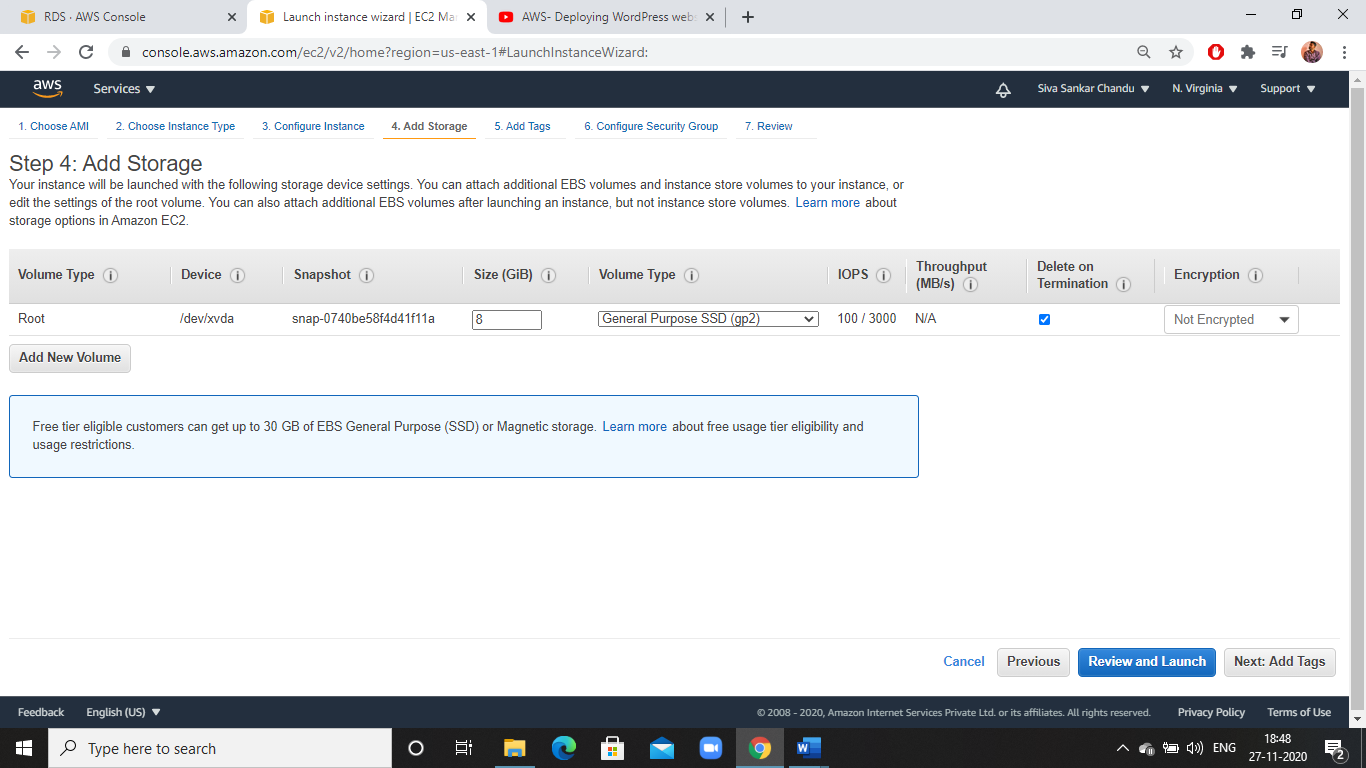 RDS · AWS Console
Launch instance wizard | EC2 Mar
AWS- Deploying WordPress web
console.aws.amazon.com/ec2/v2/home?region=us-east-1#LaunchInstanceWizard:
aws Services Siva Sankar Chandu N. Virginia Support
1. Choose AMI 2. Choose Instance Type 3. Configure Instance 4. Add Storage 5. Add Tags 6. Configure Security Group 7. Review
Step 4: Add Storage
Your instance will be launched with the following storage device settings. You can attach additional EBS volumes and instance store volumes to your instance, or
edit the settings of the root volume. You can also attach additional EBS volumes after launching an instance, but not instance store volumes. Learn more about
storage options in Amazon EC2.
Volume Type i Device i Snapshot i Size (GiB) i Volume Type i IOPS i Throughput (MB/s) i Delete on Termination i Encryption i
Root /dev/xvda snap-0740be58f4d41f11a 8 General Purpose SSD (gp2) 100 / 3000 N/A Not Encrypted
Add New Volume
Free tier eligible customers can get up to 30 GB of EBS General Purpose (SSD) or Magnetic storage. Learn more about free usage tier eligibility and
usage restrictions.
Cancel Previous Review and Launch Next: Add Tags
Feedback English (US) © 2008 - 2020, Amazon Internet Services Private Ltd. or its affiliates. All rights reserved. Privacy Policy Terms of Use
Type here to search W ENG 18:48
27-11-2020 2